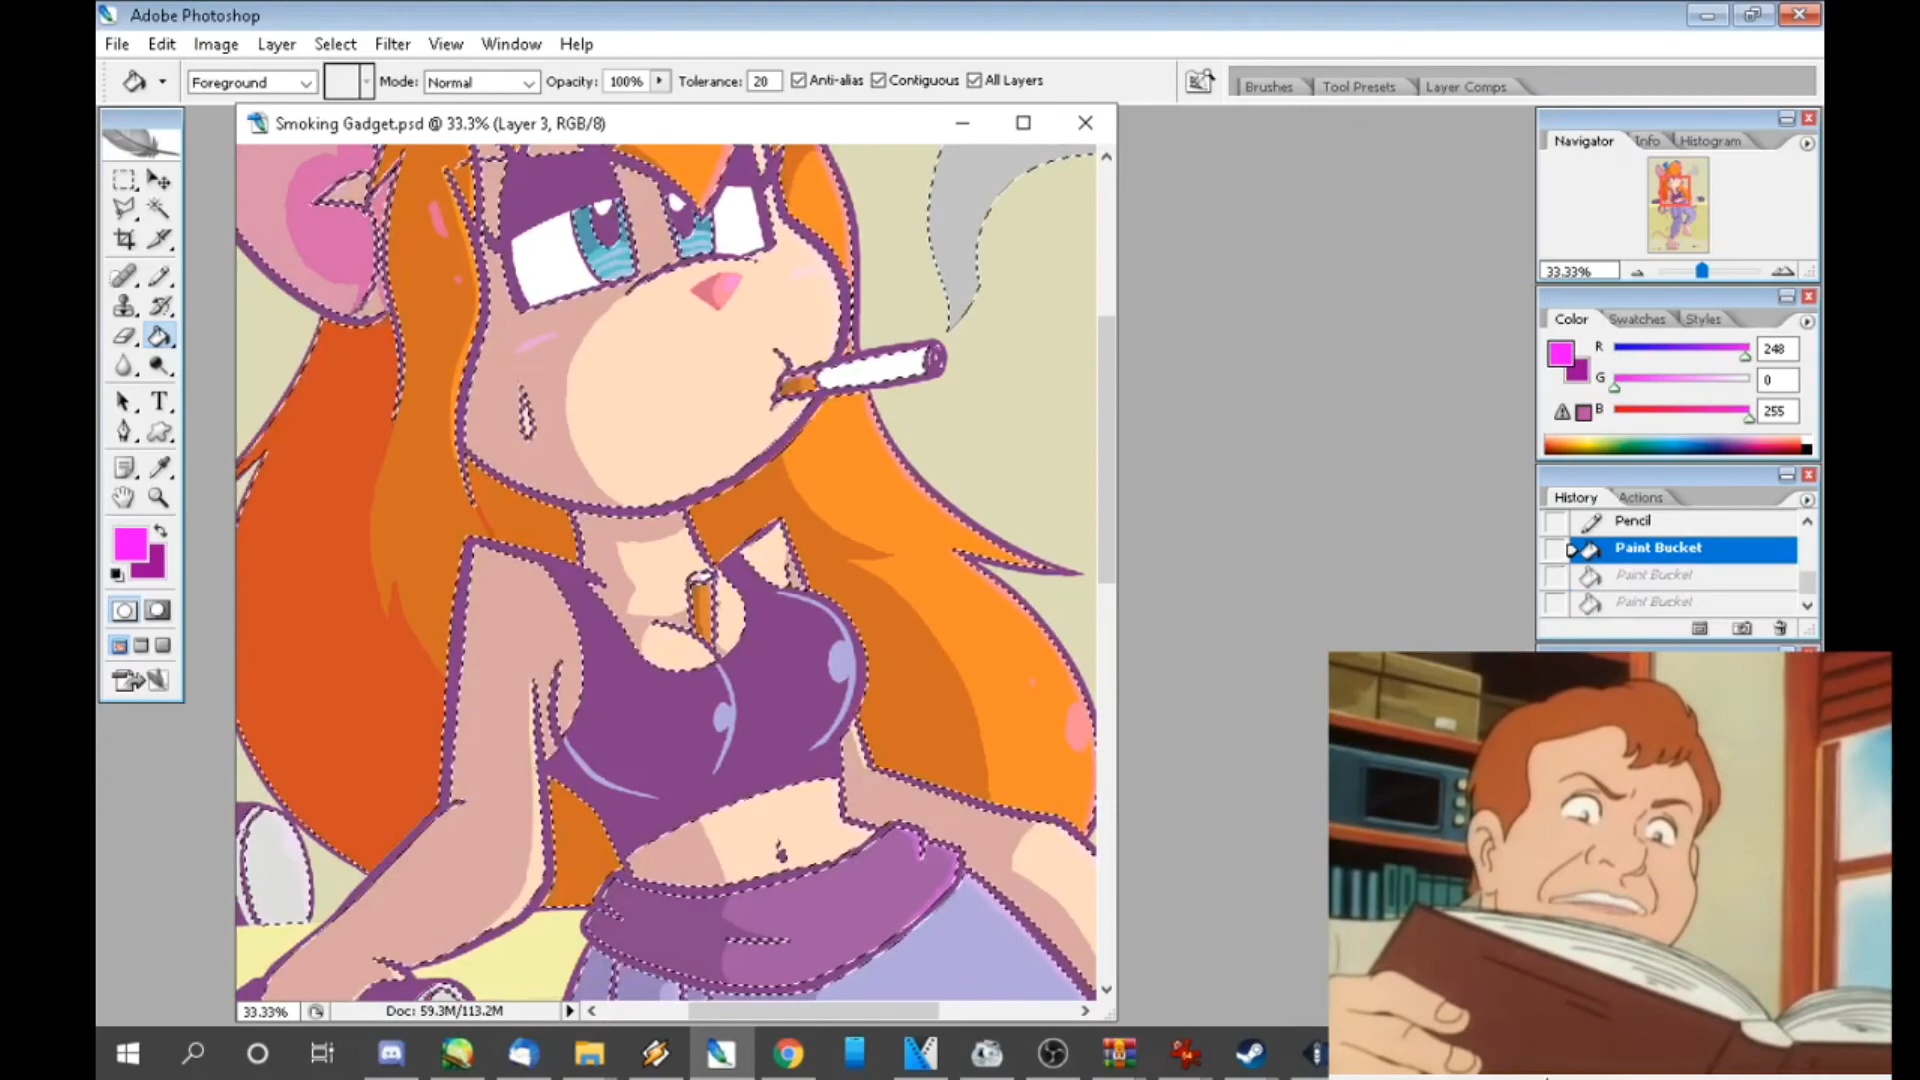 Adobe Photoshop
File Edit Image Layer Select Filter View Window Help
Foreground Mode: Normal Opacity: 100% Tolerance: 20 Anti-alias Contiguous All Layers Brushes Tool Presets Layer Comps
Smoking Gadget.psd @ 33.3% (Layer 3, RGB/8)
Navigator Info Histogram
33.33%
Color Swatches Styles
R 248
G 0
B 255
History Actions
Pencil
Paint Bucket
Paint Bucket
Paint Bucket
33.33% Doc: 59.3M/113.2M